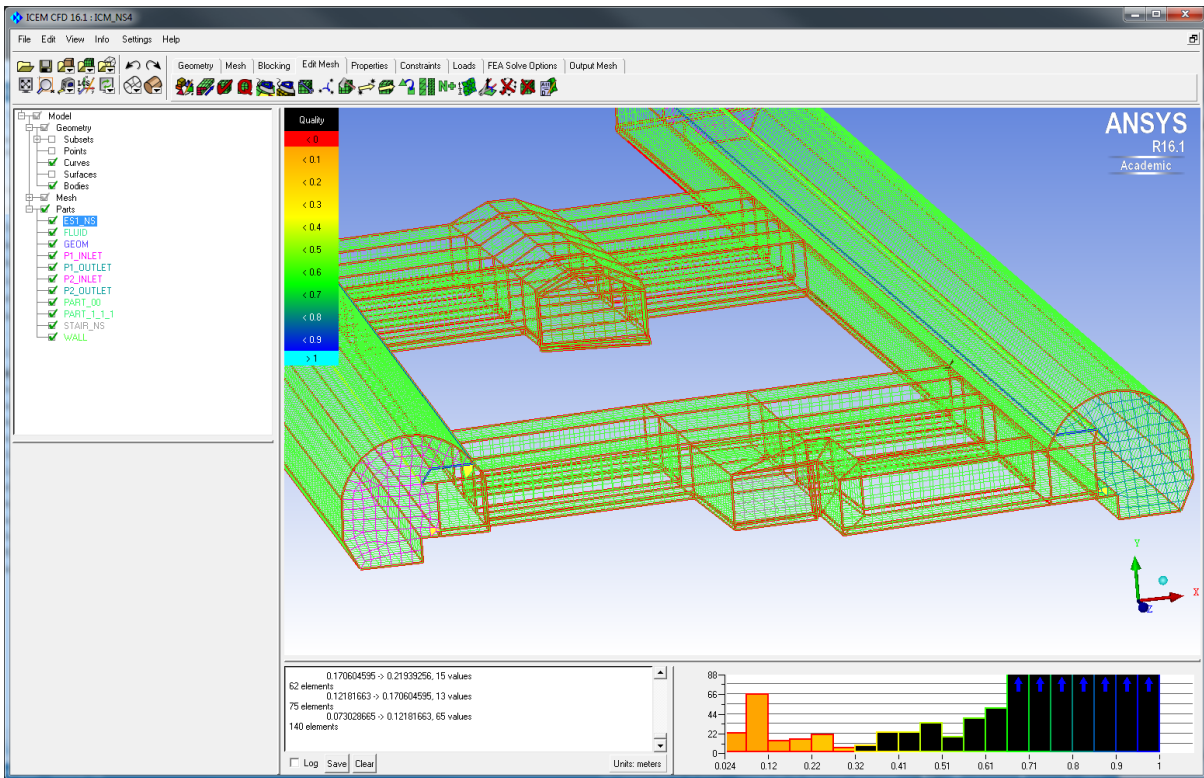 ICEM CFD 16.1 : ICM_NS4
File Edit View Info Settings Help
Geometry Mesh Blocking Edit Mesh Properties Constraints Loads FEA Solve Options Output Mesh
Model
Geometry
Subsets
Points
Curves
Surfaces
Bodies
Mesh
Parts
ES1_NS
FLUID
GEOM
P1_INLET
P1_OUTLET
P2_INLET
P2_OUTLET
PART_00
PART_1_1_1
STAIR_NS
WALL
Quality
< 0
< 0.1
< 0.2
< 0.3
< 0.4
< 0.5
< 0.6
< 0.7
< 0.8
< 0.9
> 1
ANSYS
R16.1
Academic
Y
X
Z
0.170604595 -> 0.21939256, 15 values
62 elements
0.12181663 -> 0.170604595, 13 values
75 elements
0.073028665 -> 0.12181663, 65 values
140 elements
Log Save Clear
Units: meters
88
66
44
22
0
0.024 0.12 0.22 0.32 0.41 0.51 0.61 0.71 0.8 0.9 1